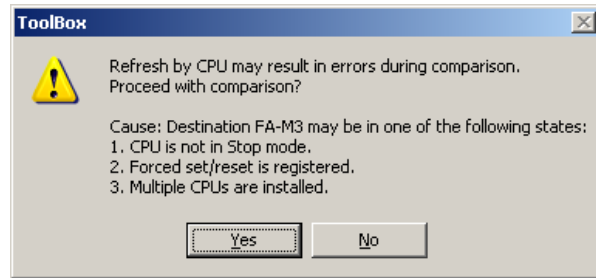 ToolBox
Refresh by CPU may result in errors during comparison.
Proceed with comparison?
Cause: Destination FA-M3 may be in one of the following states:
1. CPU is not in Stop mode.
2. Forced set/reset is registered.
3. Multiple CPUs are installed.
Yes No